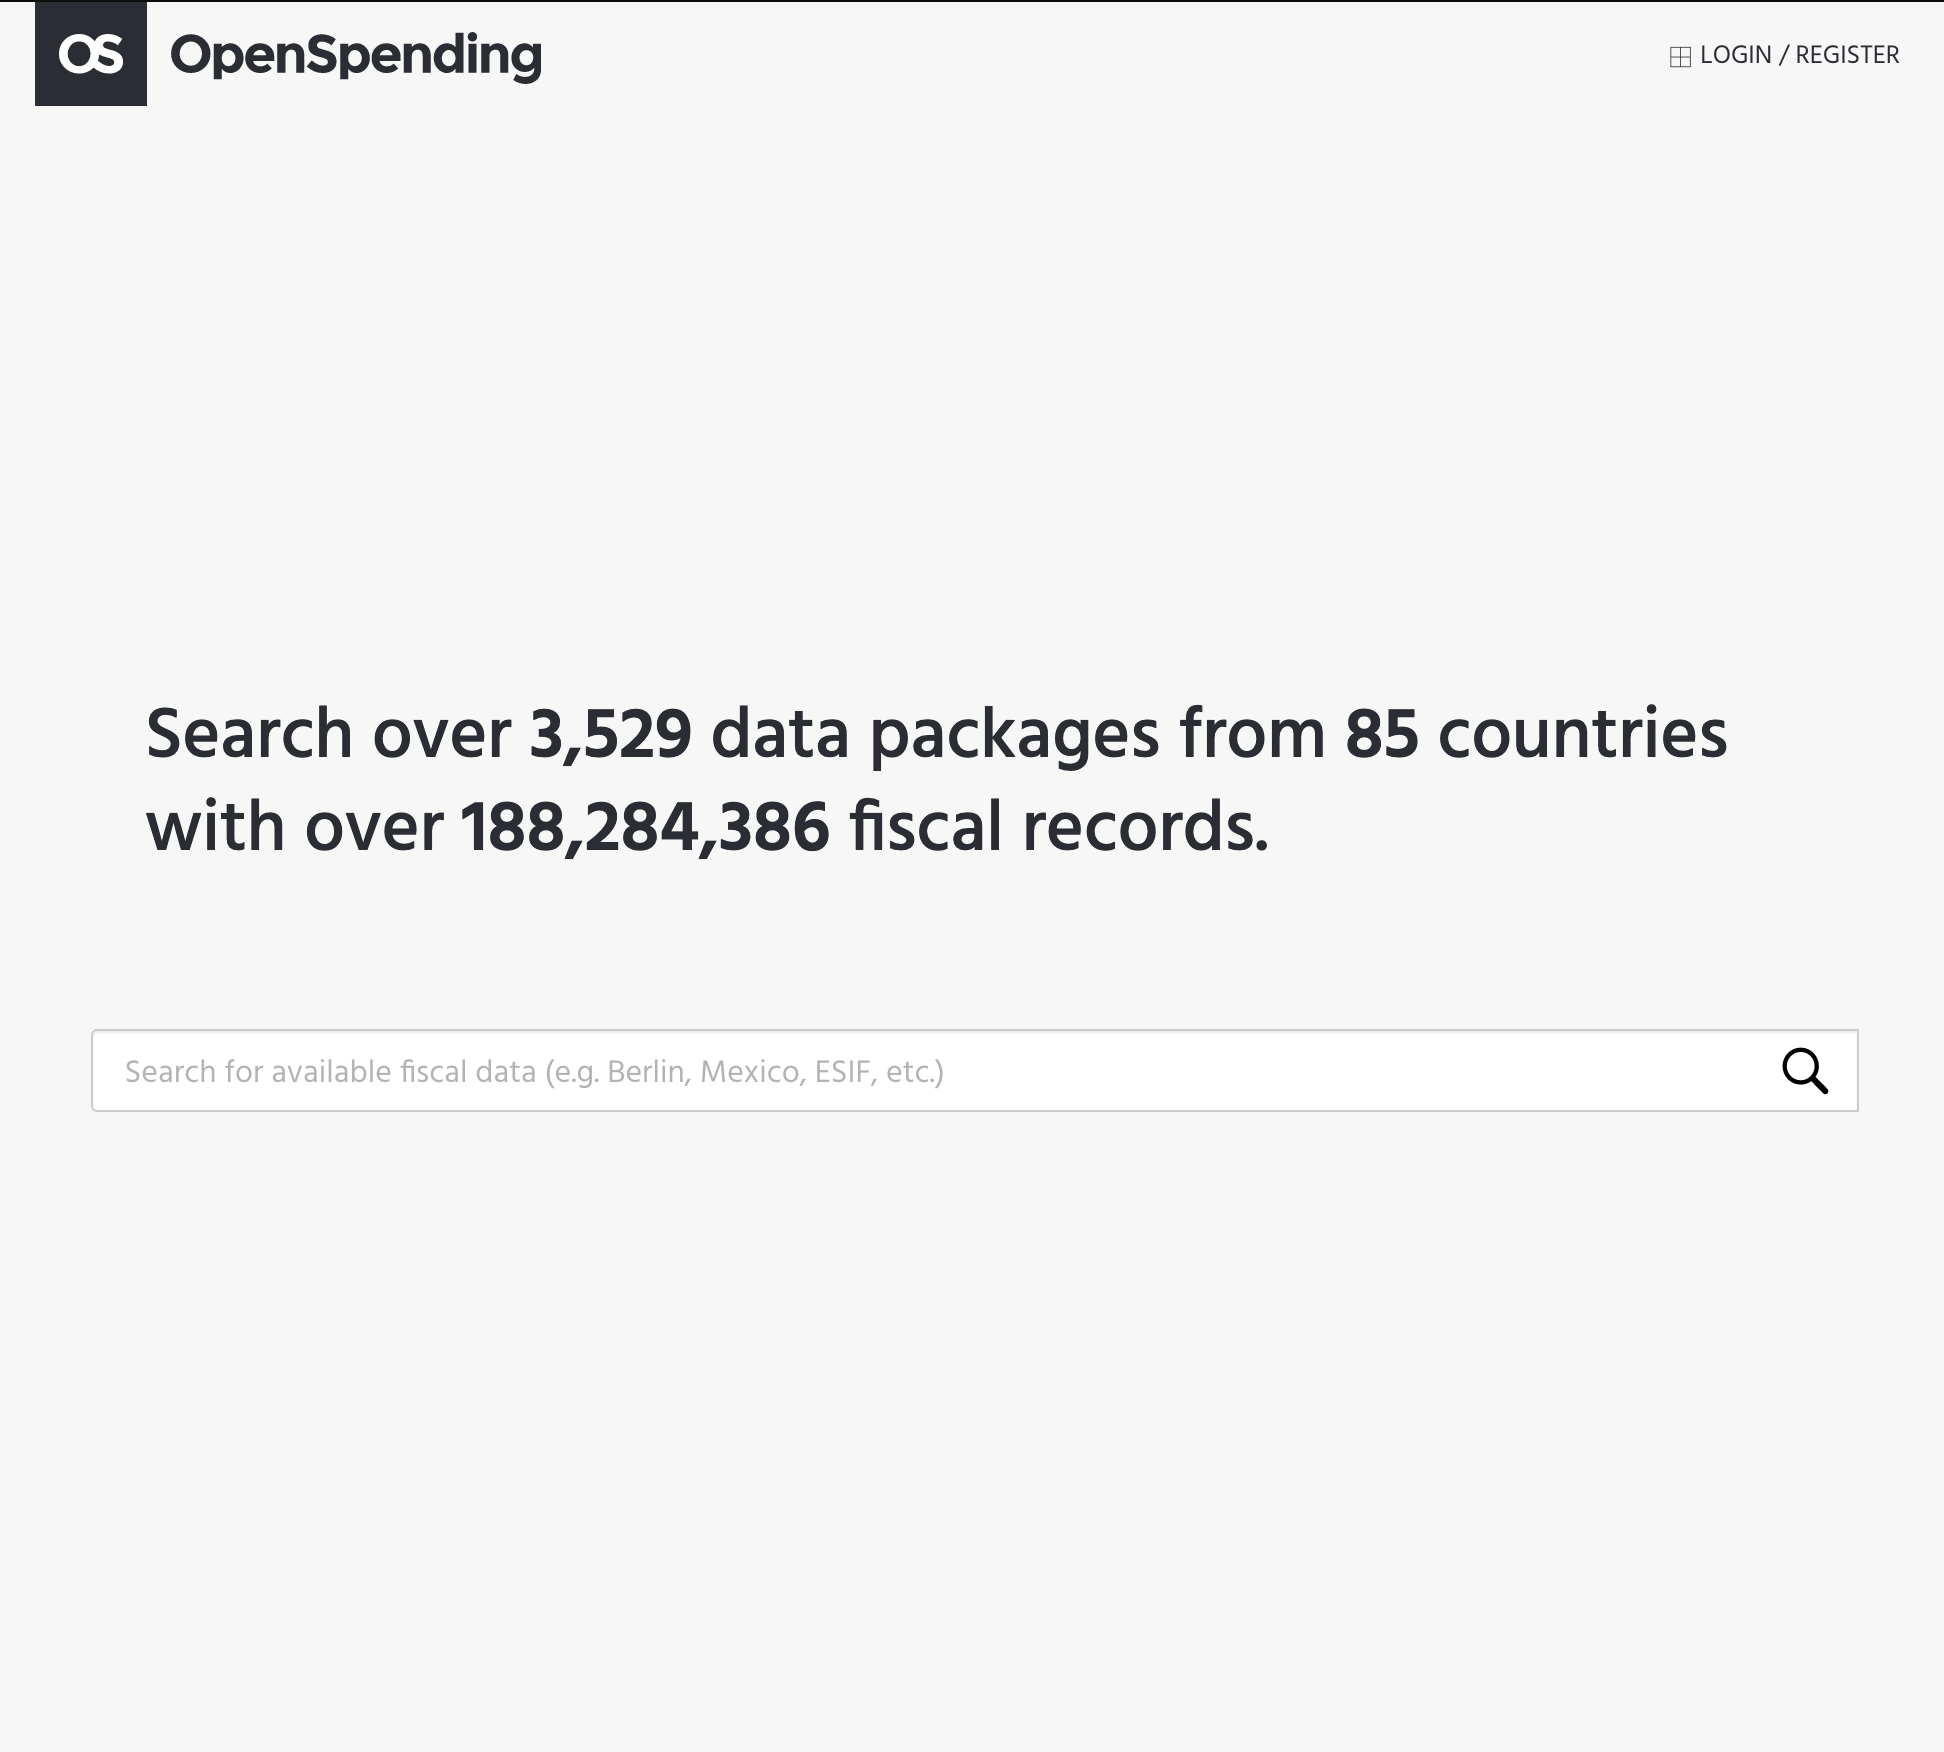 OS OpenSpending
LOGIN / REGISTER
Search over 3,529 data packages from 85 countries
with over 188,284,386 fiscal records.
Search for available fiscal data (e.g. Berlin, Mexico, ESIF, etc.)